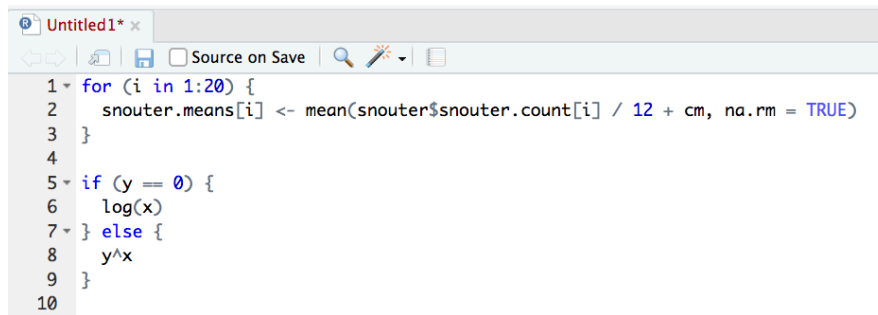 Untitled1*
Source on Save
1 for (i in 1:20) {
2 snouter.means[i] <- mean(snouter$snouter.count[i] / 12 + cm, na.rm = TRUE)
3 }
4
5 if (y == 0) {
6 log(x)
7 } else {
8 y^x
9 }
10